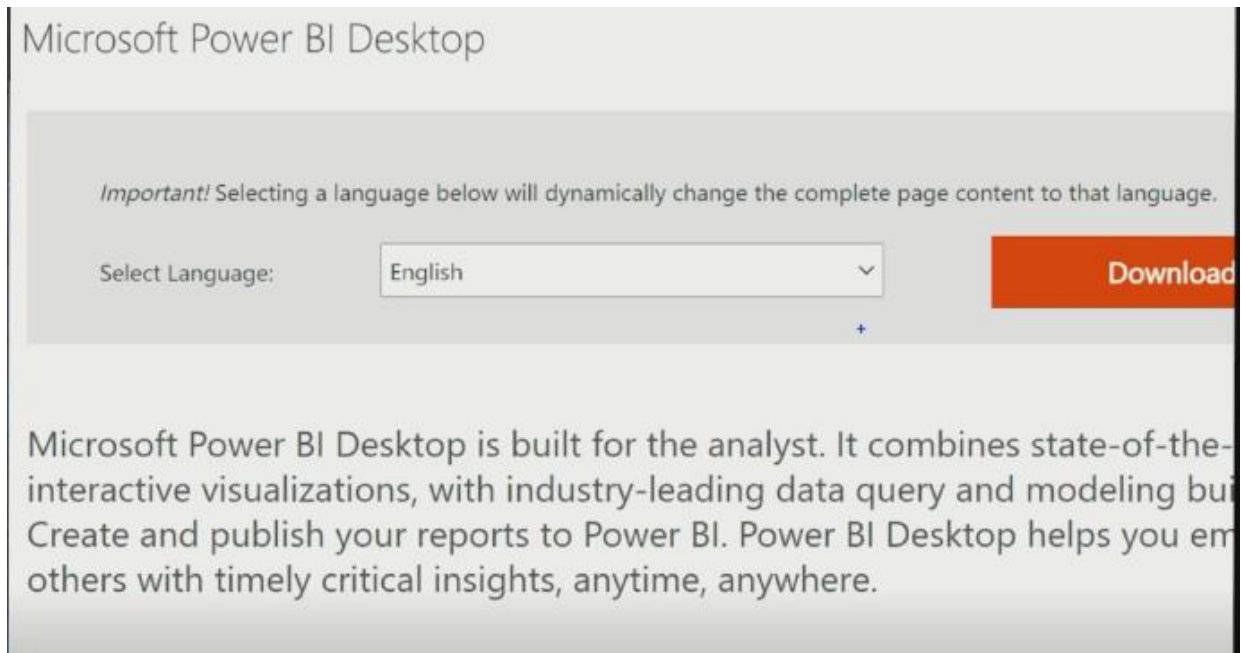 Microsoft Power BI Desktop
Important! Selecting a language below will dynamically change the complete page content to that language.
Select Language:
English
Download
Microsoft Power BI Desktop is built for the analyst. It combines state-of-the-
interactive visualizations, with industry-leading data query and modeling bui
Create and publish your reports to Power BI. Power BI Desktop helps you em
others with timely critical insights, anytime, anywhere.